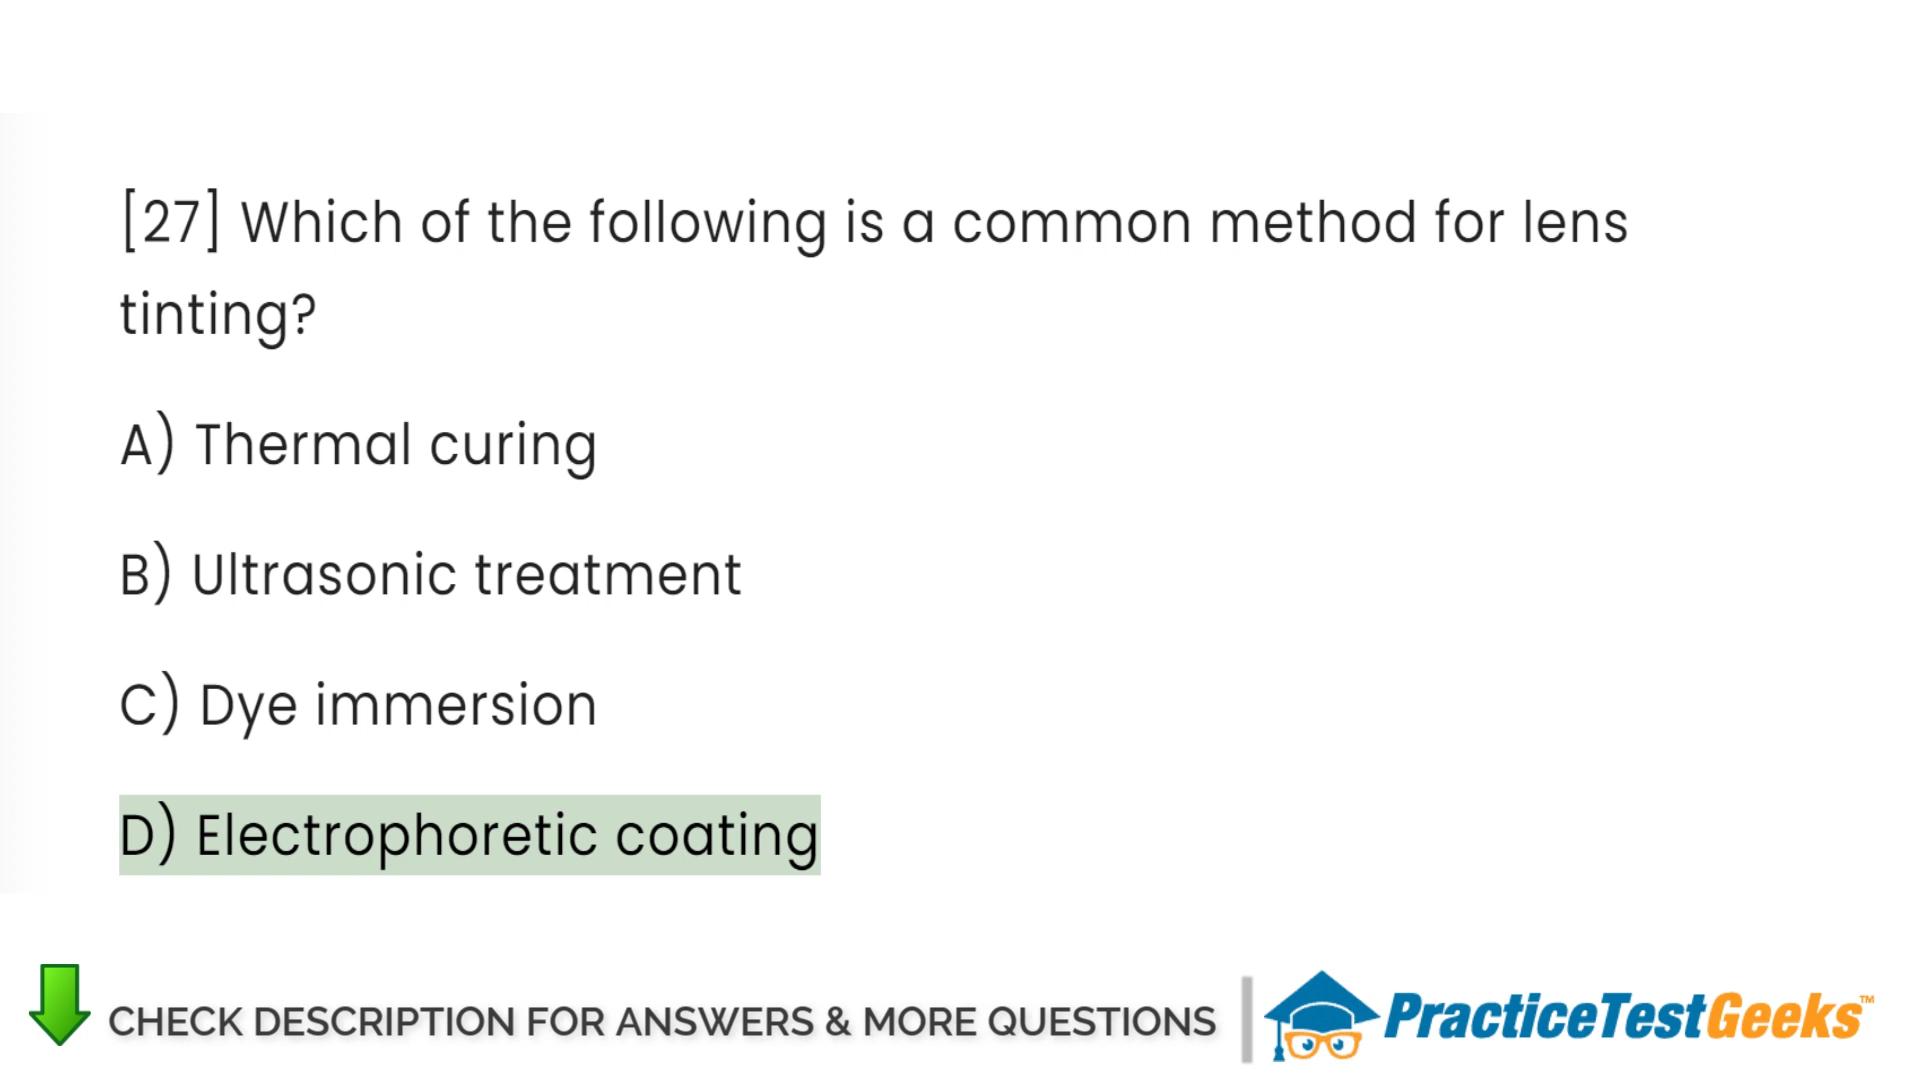 [27] Which of the following is a common method for lens
tinting?
A) Thermal curing
B) Ultrasonic treatment
C) Dye immersion
D) Electrophoretic coating
CHECK DESCRIPTION FOR ANSWERS & MORE QUESTIONS
PracticeTestGeeks™